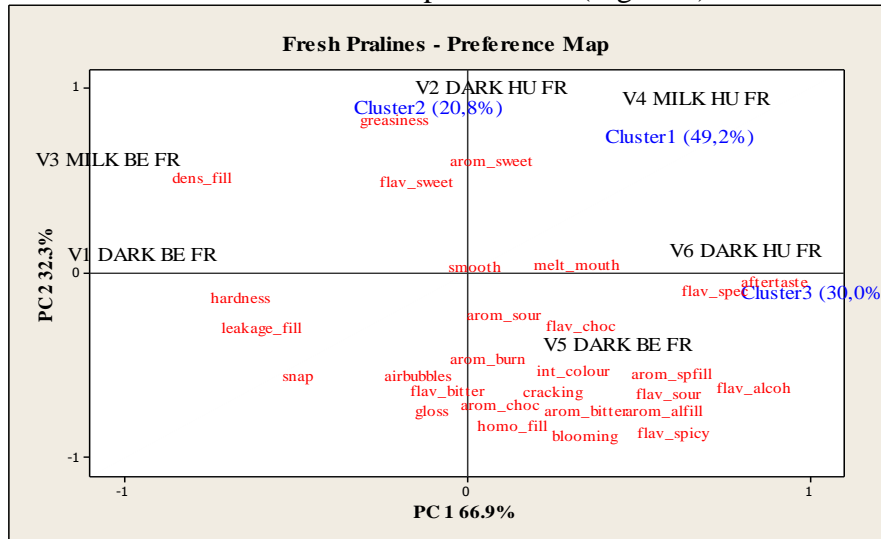 Fresh Pralines - Preference Map
1
V2 DARK HU FR
V4 MILK HU FR
Cluster2 (20,8%)
greasiness
Cluster1 (49,2%)
V3 MILK BE FR
arom_sweet
dens_fill
flav_sweet
V1 DARK BE FR
V6 DARK HU FR
0
smooth
melt_mouth
aftertaste
flav_spec
Cluster3 (30,0%
hardness
arom_sour
leakage_fill
flav_choc
V5 DARK BE FR
arom_burn
snap
airbubbles
int_colour
arom_spfill
flav_bitter
cracking
flav_sour
flav_alcoh
gloss
arom_choc
arom_bitter
arom_alfill
homo_fill
blooming
flav_spicy
-1
-1
0
1
PC 1 66.9%
PC 2 32.3%